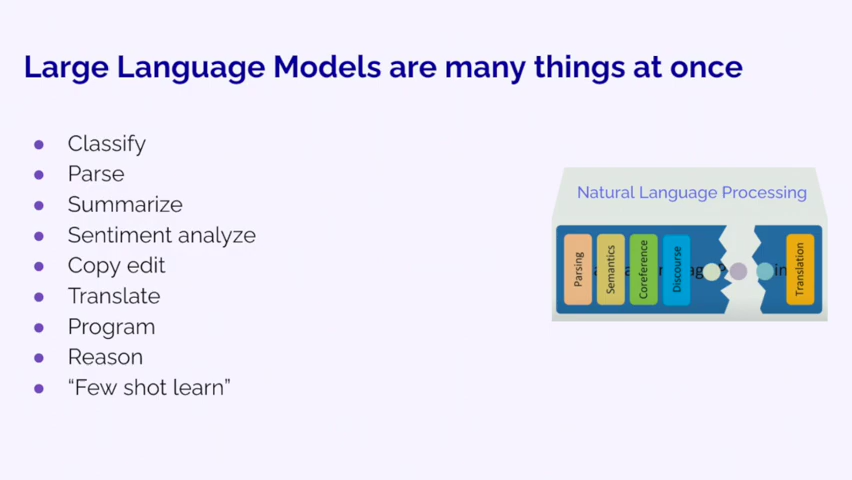 Large Language Models are many things at once
● Classify
● Parse
● Summarize
● Sentiment analyze
● Copy edit
● Translate
● Program
● Reason
● “Few shot learn”
Natural Language Processing
Parsing
Semantics
Coreference
Discourse
Translation